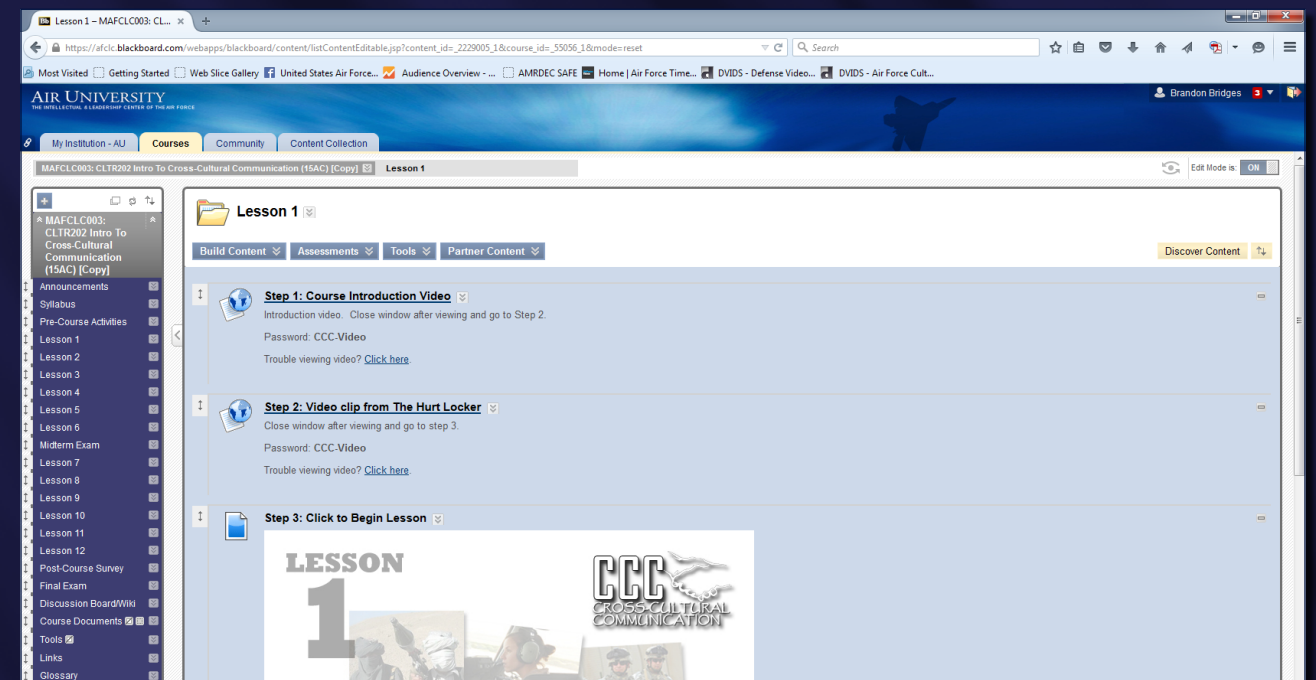 Lesson 1 – MAFCLC003: CL...
https://afclc.blackboard.com/webapps/blackboard/content/listContentEditable.jsp?content_id=_2229005_1&course_id=_55056_1&mode=reset
Search
Most Visited Getting Started Web Slice Gallery United States Air Force... Audience Overview - ... AMRDEC SAFE Home | Air Force Time... DVIDS - Defense Video... DVIDS - Air Force Cult...
AIR UNIVERSITY
THE INTELLECTUAL & LEADERSHIP CENTER OF THE AIR FORCE
Brandon Bridges 3
My Institution - AU Courses Community Content Collection
MAFCLC003: CLTR202 Intro To Cross-Cultural Communication (15AC) [Copy] Lesson 1
Edit Mode is: ON
MAFCLC003:
CLTR202 Intro To
Cross-Cultural
Communication
(15AC) [Copy]
Announcements
Syllabus
Pre-Course Activities
Lesson 1
Lesson 2
Lesson 3
Lesson 4
Lesson 5
Lesson 6
Midterm Exam
Lesson 7
Lesson 8
Lesson 9
Lesson 10
Lesson 11
Lesson 12
Post-Course Survey
Final Exam
Discussion Board/Wiki
Course Documents
Tools
Links
Glossary
Lesson 1
Build Content Assessments Tools Partner Content
Discover Content
Step 1: Course Introduction Video
Introduction video. Close window after viewing and go to Step 2.
Password: CCC-Video
Trouble viewing video? Click here.
Step 2: Video clip from The Hurt Locker
Close window after viewing and go to step 3.
Password: CCC-Video
Trouble viewing video? Click here.
Step 3: Click to Begin Lesson
LESSON
1
CCC
CROSS-CULTURAL
COMMUNICATION